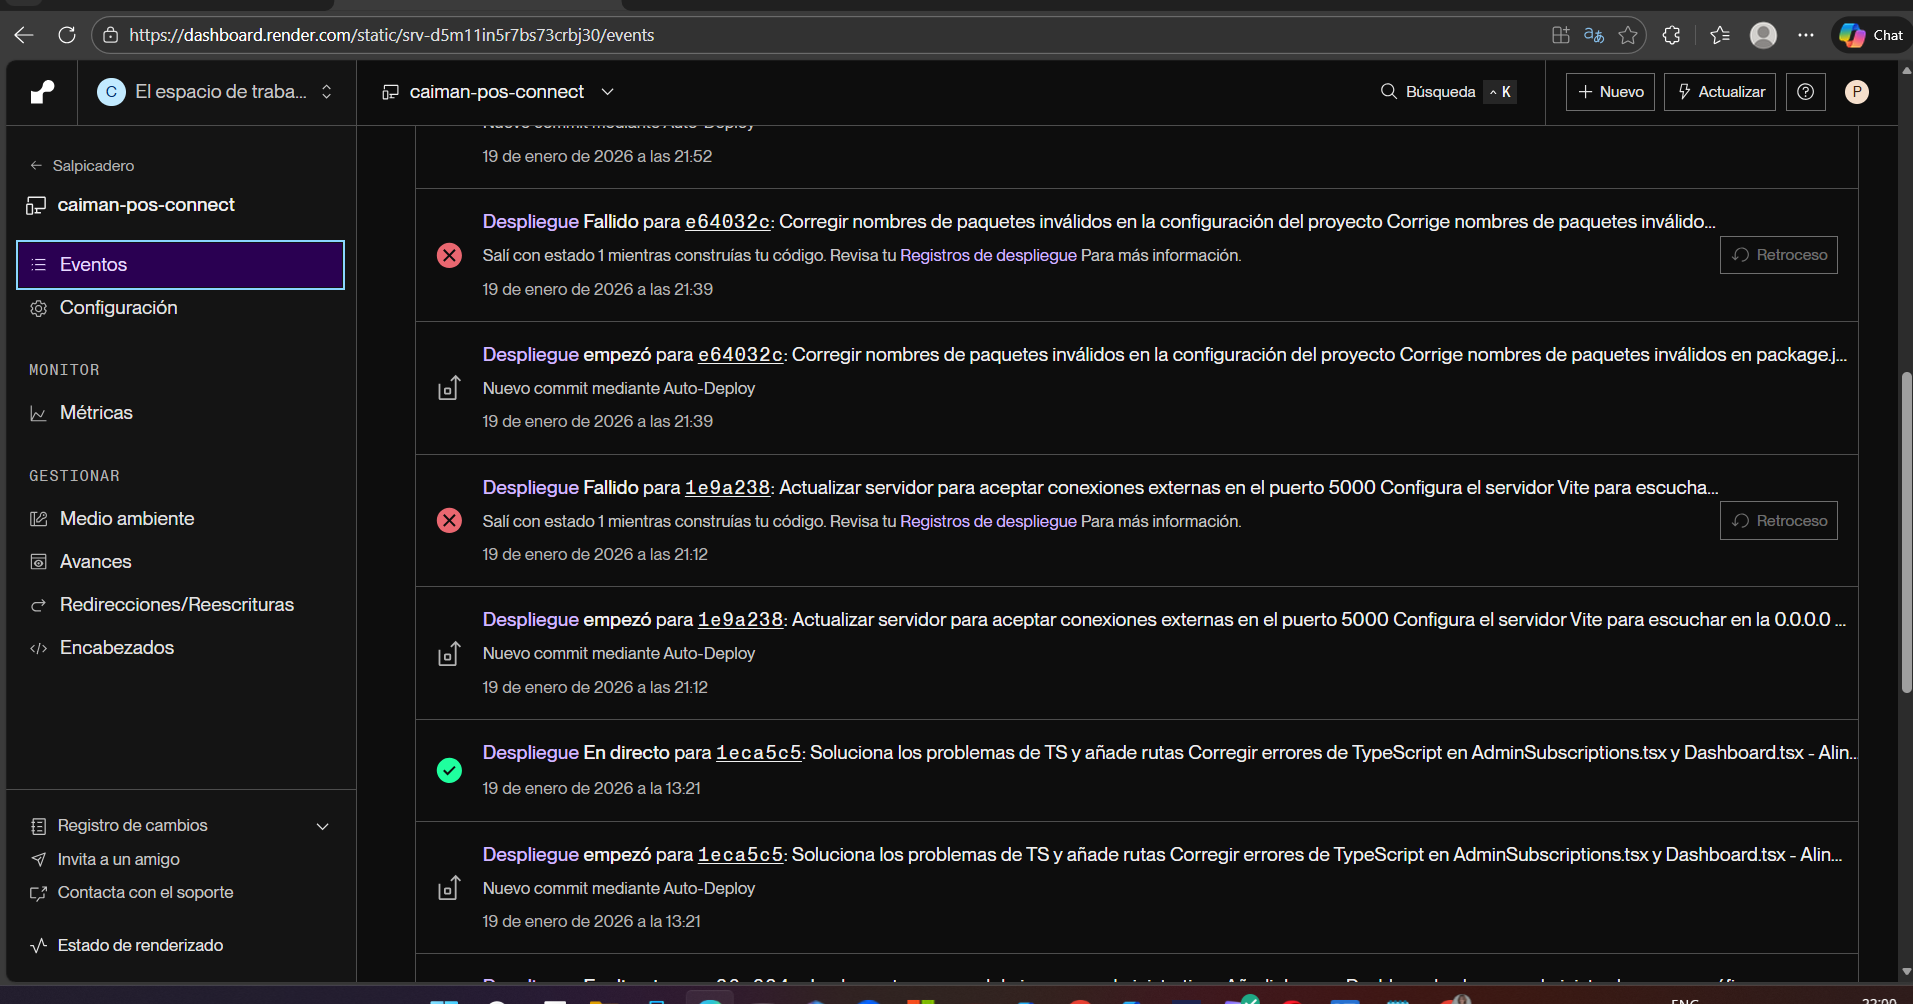 https://dashboard.render.com/static/srv-d5m11in5r7bs73crbj30/events
Chat
C El espacio de traba...
caiman-pos-connect
Búsqueda
K
+ Nuevo
Actualizar
P
← Salpicadero
caiman-pos-connect
Eventos
Configuración
MONITOR
Métricas
GESTIONAR
Medio ambiente
Avances
Redirecciones/Reescrituras
Encabezados
Registro de cambios
Invita a un amigo
Contacta con el soporte
Estado de renderizado
Nuevo commit mediante Auto-Deploy
19 de enero de 2026 a las 21:52
Despliegue Fallido para e64032c: Corregir nombres de paquetes inválidos en la configuración del proyecto Corrige nombres de paquetes inválido...
Salí con estado 1 mientras construías tu código. Revisa tu Registros de despliegue Para más información.
Retroceso
19 de enero de 2026 a las 21:39
Despliegue empezó para e64032c: Corregir nombres de paquetes inválidos en la configuración del proyecto Corrige nombres de paquetes inválidos en package.j...
Nuevo commit mediante Auto-Deploy
19 de enero de 2026 a las 21:39
Despliegue Fallido para 1e9a238: Actualizar servidor para aceptar conexiones externas en el puerto 5000 Configura el servidor Vite para escucha...
Salí con estado 1 mientras construías tu código. Revisa tu Registros de despliegue Para más información.
Retroceso
19 de enero de 2026 a las 21:12
Despliegue empezó para 1e9a238: Actualizar servidor para aceptar conexiones externas en el puerto 5000 Configura el servidor Vite para escuchar en la 0.0.0.0 ...
Nuevo commit mediante Auto-Deploy
19 de enero de 2026 a las 21:12
Despliegue En directo para 1eca5c5: Soluciona los problemas de TS y añade rutas Corregir errores de TypeScript en AdminSubscriptions.tsx y Dashboard.tsx - Alin...
19 de enero de 2026 a la 13:21
Despliegue empezó para 1eca5c5: Soluciona los problemas de TS y añade rutas Corregir errores de TypeScript en AdminSubscriptions.tsx y Dashboard.tsx - Alin...
Nuevo commit mediante Auto-Deploy
19 de enero de 2026 a la 13:21